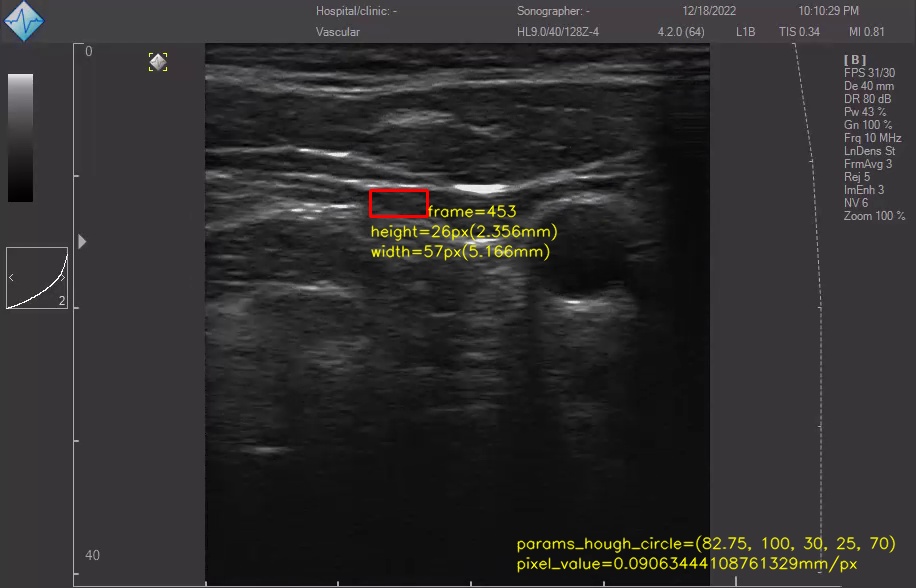 Hospital/clinic: - Sonographer: - 12/18/2022 10:10:29 PM
Vascular HL9.0/40/128Z-4 4.2.0 (64) L1B TIS 0.34 MI 0.81
0
[ B ]
FPS 31/30
De 40 mm
DR 80 dB
Pw 43 %
Gn 100 %
Frq 10 MHz
LnDens St
FrmAvg 3
Rej 5
ImEnh 3
NV 6
Zoom 100 %
frame=453
height=26px(2.356mm)
width=57px(5.166mm)
2
params_hough_circle=(82.75, 100, 30, 25, 70)
40
pixel_value=0.09063444108761329mm/px